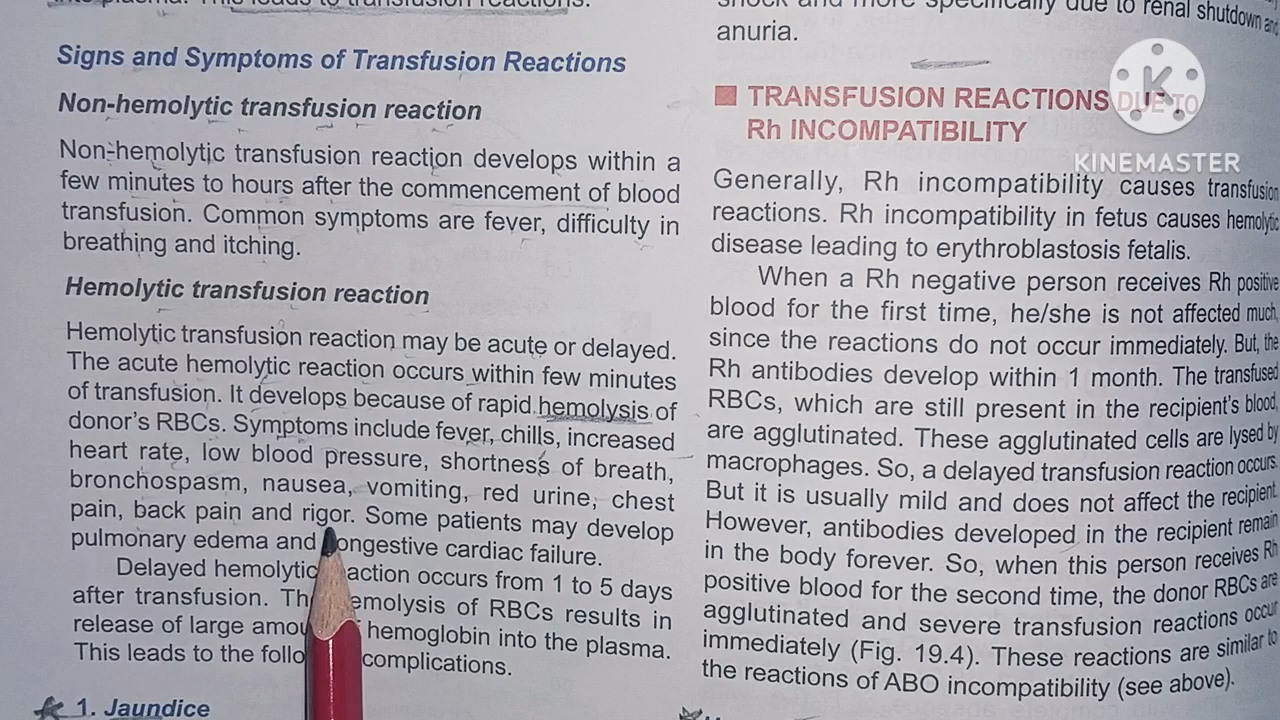 into plasma. This leads to transfusion reactions.
Signs and Symptoms of Transfusion Reactions
Non-hemolytic transfusion reaction
Non-hemolytic transfusion reaction develops within a
few minutes to hours after the commencement of blood
transfusion. Common symptoms are fever, difficulty in
breathing and itching.
Hemolytic transfusion reaction
Hemolytic transfusion reaction may be acute or delayed.
The acute hemolytic reaction occurs within few minutes
of transfusion. It develops because of rapid hemolysis of
donor's RBCs. Symptoms include fever, chills, increased
heart rate, low blood pressure, shortness of breath,
bronchospasm, nausea, vomiting, red urine, chest
pain, back pain and rigor. Some patients may develop
pulmonary edema and congestive cardiac failure.
Delayed hemolytic action occurs from 1 to 5 days
after transfusion. Th emolysis of RBCs results in
release of large amou hemoglobin into the plasma.
This leads to the follo complications.
1. Jaundice
shock and more specifically due to renal shutdown and
anuria.
TRANSFUSION REACTIONS DUE TO
Rh INCOMPATIBILITY
Generally, Rh incompatibility causes transfusion
reactions. Rh incompatibility in fetus causes hemolytic
disease leading to erythroblastosis fetalis.
When a Rh negative person receives Rh positive
blood for the first time, he/she is not affected much,
since the reactions do not occur immediately. But, the
Rh antibodies develop within 1 month. The transfused
RBCs, which are still present in the recipient's blood,
are agglutinated. These agglutinated cells are lysed by
macrophages. So, a delayed transfusion reaction occurs.
But it is usually mild and does not affect the recipient.
However, antibodies developed in the recipient remain
in the body forever. So, when this person receives Rh
positive blood for the second time, the donor RBCs are
agglutinated and severe transfusion reactions occur
immediately (Fig. 19.4). These reactions are similar to
the reactions of ABO incompatibility (see above).
K
KINEMASTER